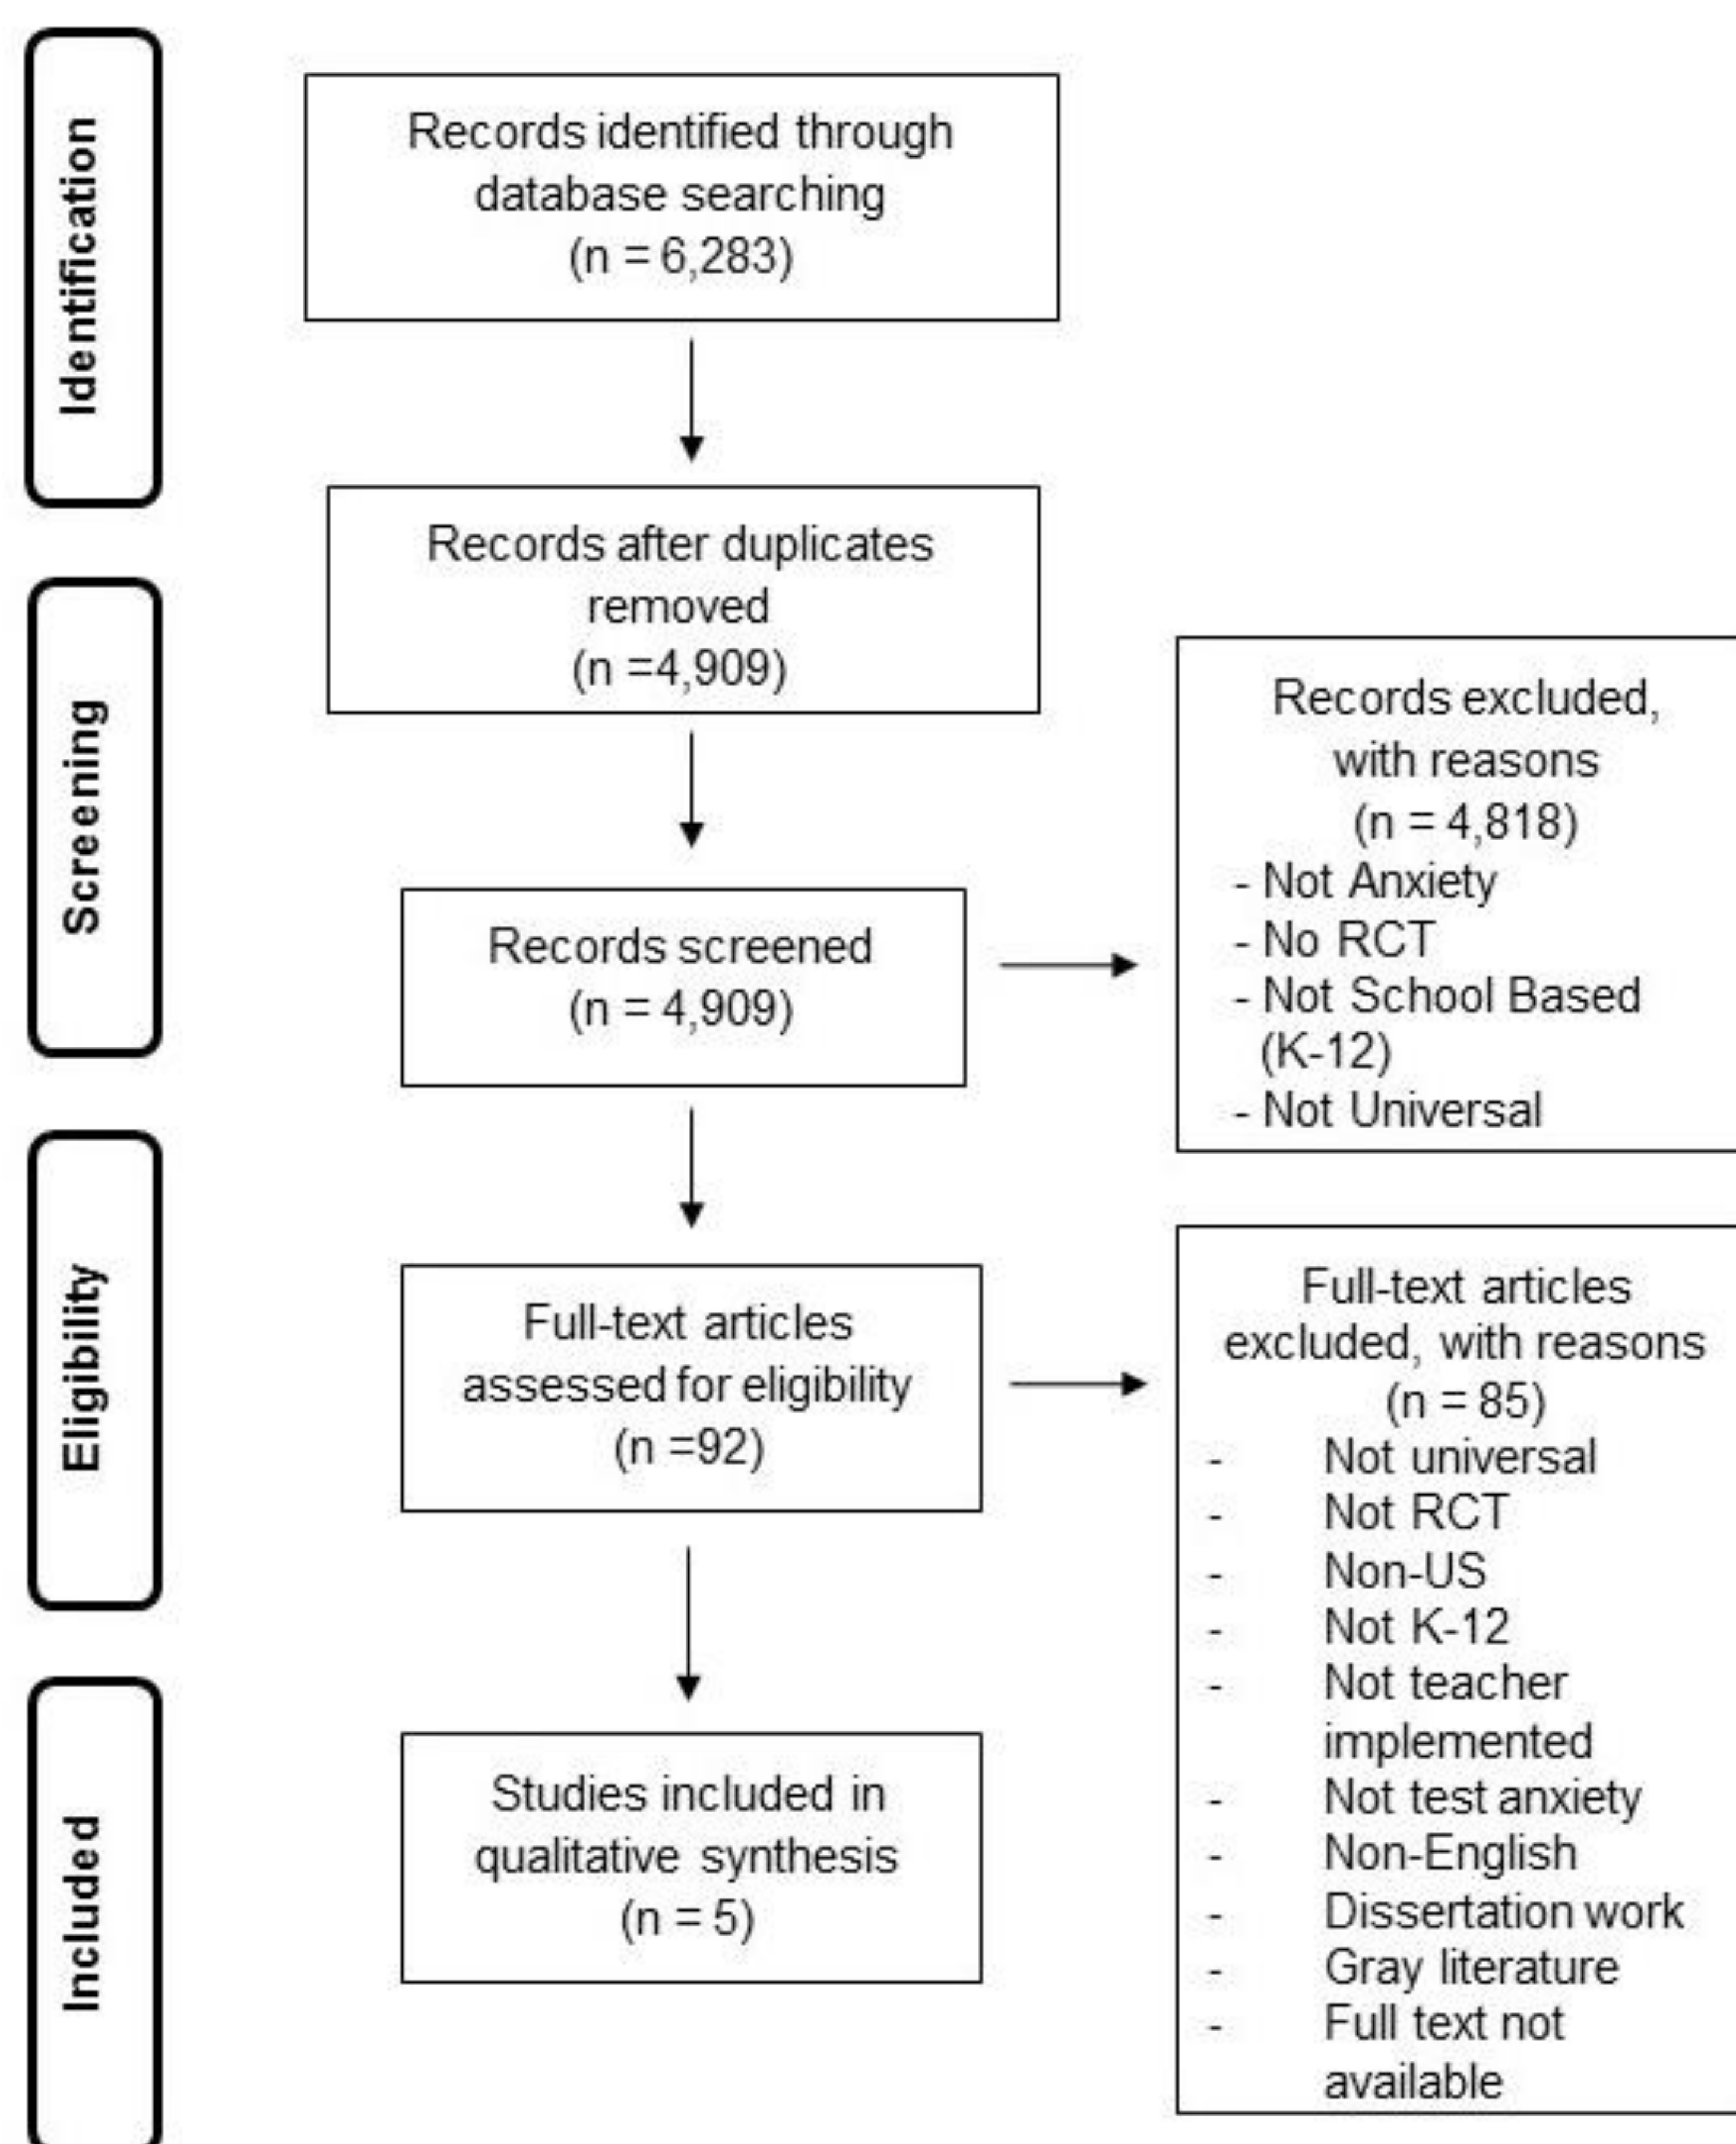 Identification
Records identified through
database searching
(n = 6,283)
Records after duplicates
removed
(n =4,909)
Screening
Records screened
(n = 4,909)
Records excluded,
with reasons
(n = 4,818)
- Not Anxiety
- No RCT
- Not School Based
(K-12)
- Not Universal
Eligibility
Full-text articles
assessed for eligibility
(n =92)
Full-text articles
excluded, with reasons
(n = 85)
- Not universal
- Not RCT
- Non-US
- Not K-12
- Not teacher
implemented
- Not test anxiety
- Non-English
- Dissertation work
- Gray literature
- Full text not
available
Included
Studies included in
qualitative synthesis
(n = 5)